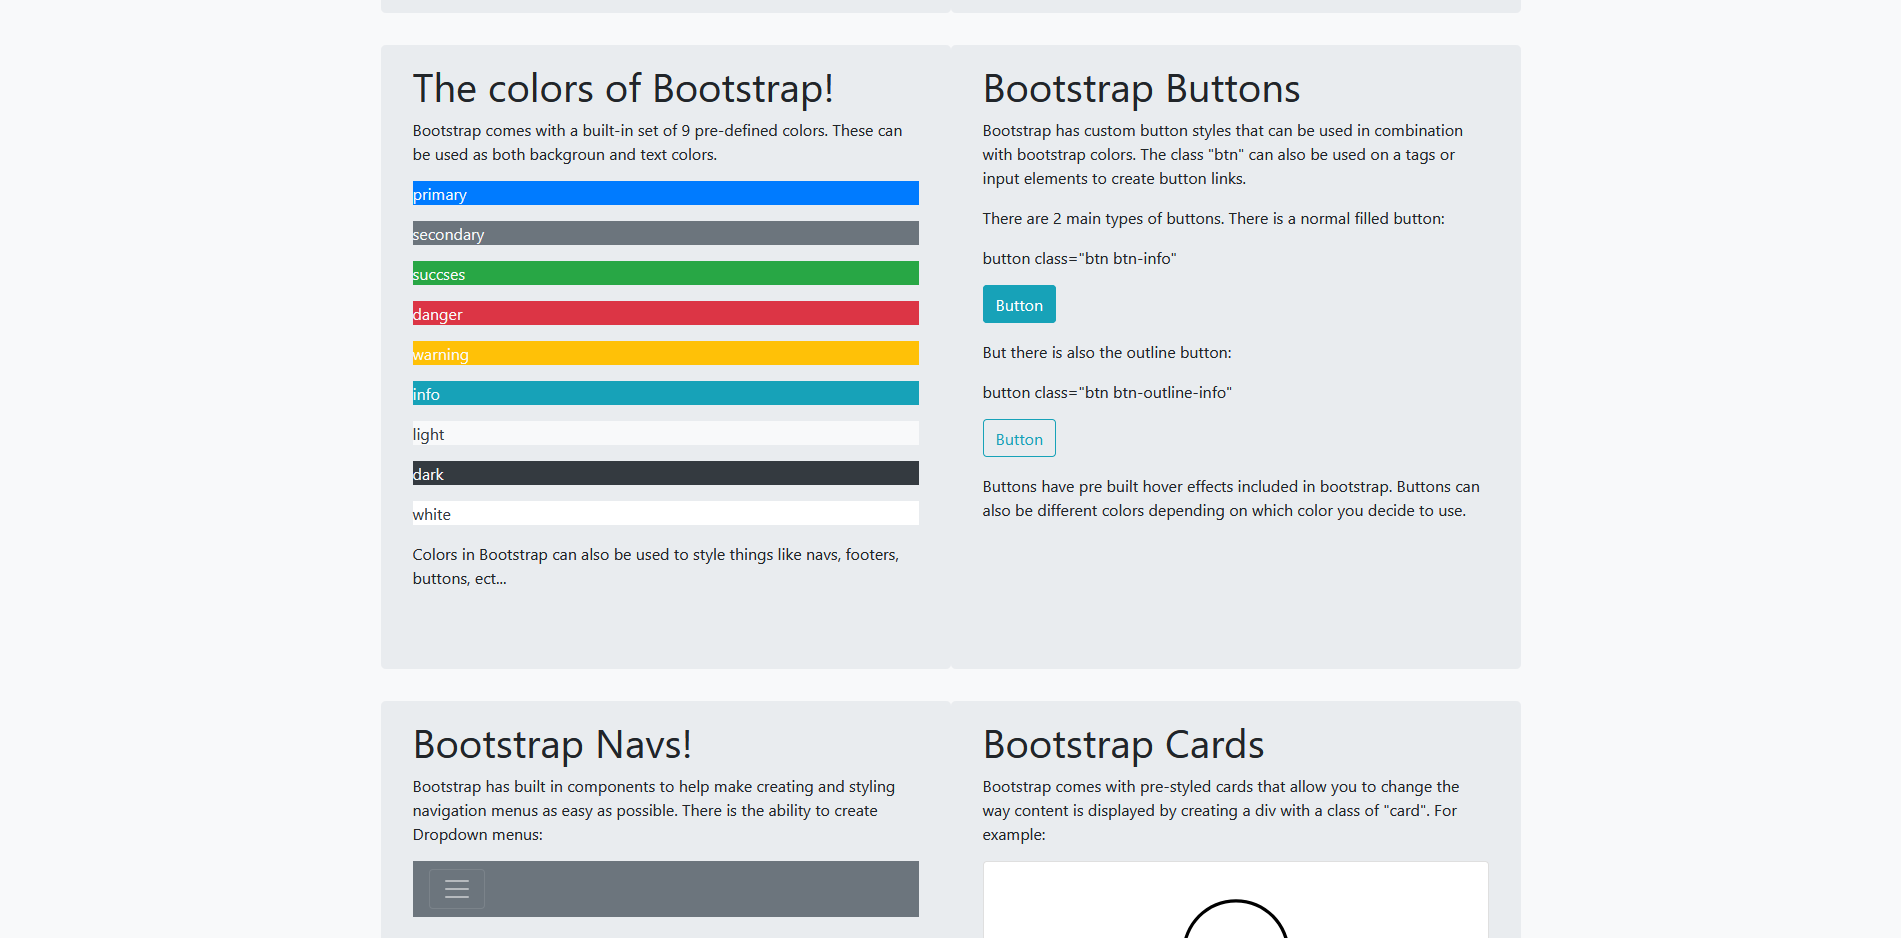 The colors of Bootstrap!
Bootstrap comes with a built-in set of 9 pre-defined colors. These can
be used as both backgroun and text colors.
primary
secondary
succses
danger
warning
info
light
dark
white
Colors in Bootstrap can also be used to style things like navs, footers,
buttons, ect...
Bootstrap Buttons
Bootstrap has custom button styles that can be used in combination
with bootstrap colors. The class "btn" can also be used on a tags or
input elements to create button links.
There are 2 main types of buttons. There is a normal filled button:
button class="btn btn-info"
Button
But there is also the outline button:
button class="btn btn-outline-info"
Button
Buttons have pre built hover effects included in bootstrap. Buttons can
also be different colors depending on which color you decide to use.
Bootstrap Navs!
Bootstrap has built in components to help make creating and styling
navigation menus as easy as possible. There is the ability to create
Dropdown menus:
Bootstrap Cards
Bootstrap comes with pre-styled cards that allow you to change the
way content is displayed by creating a div with a class of "card". For
example: